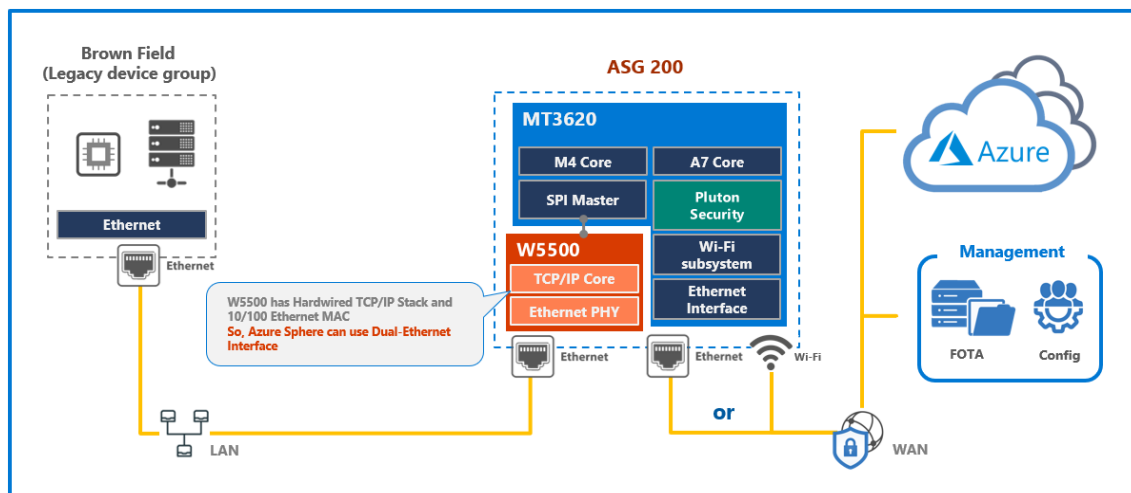 Brown Field
(Legacy device group)
Ethernet
Ethernet
W5500 has Hardwired TCP/IP Stack and
10/100 Ethernet MAC
So, Azure Sphere can use Dual-Ethernet
Interface
LAN
ASG 200
MT3620
M4 Core
A7 Core
SPI Master
Pluton
Security
W5500
TCP/IP Core
Ethernet PHY
Wi-Fi
subsystem
Ethernet
Interface
Ethernet
Ethernet
Wi-Fi
or
WAN
Azure
Management
FOTA
Config